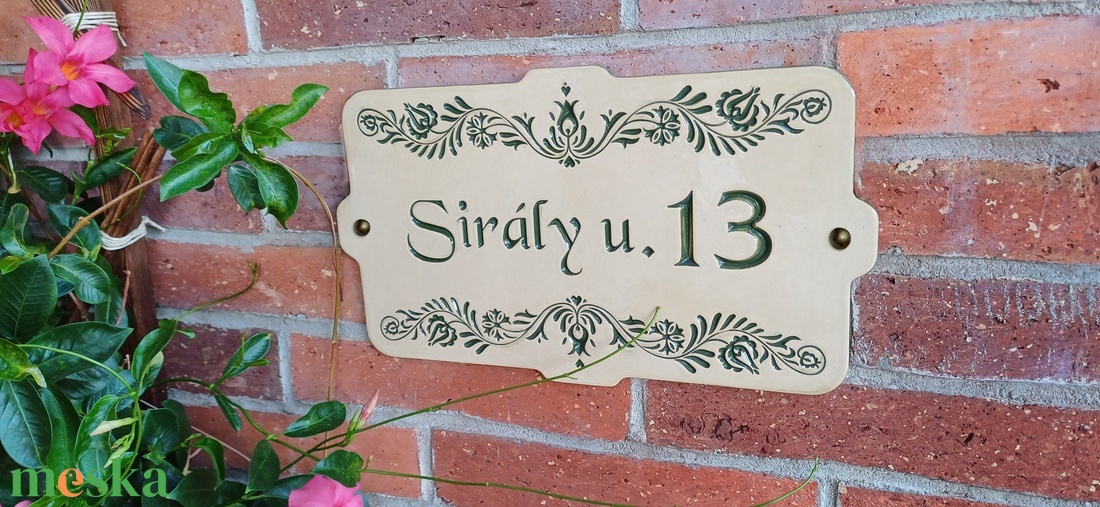 Sirály u. 13
meska